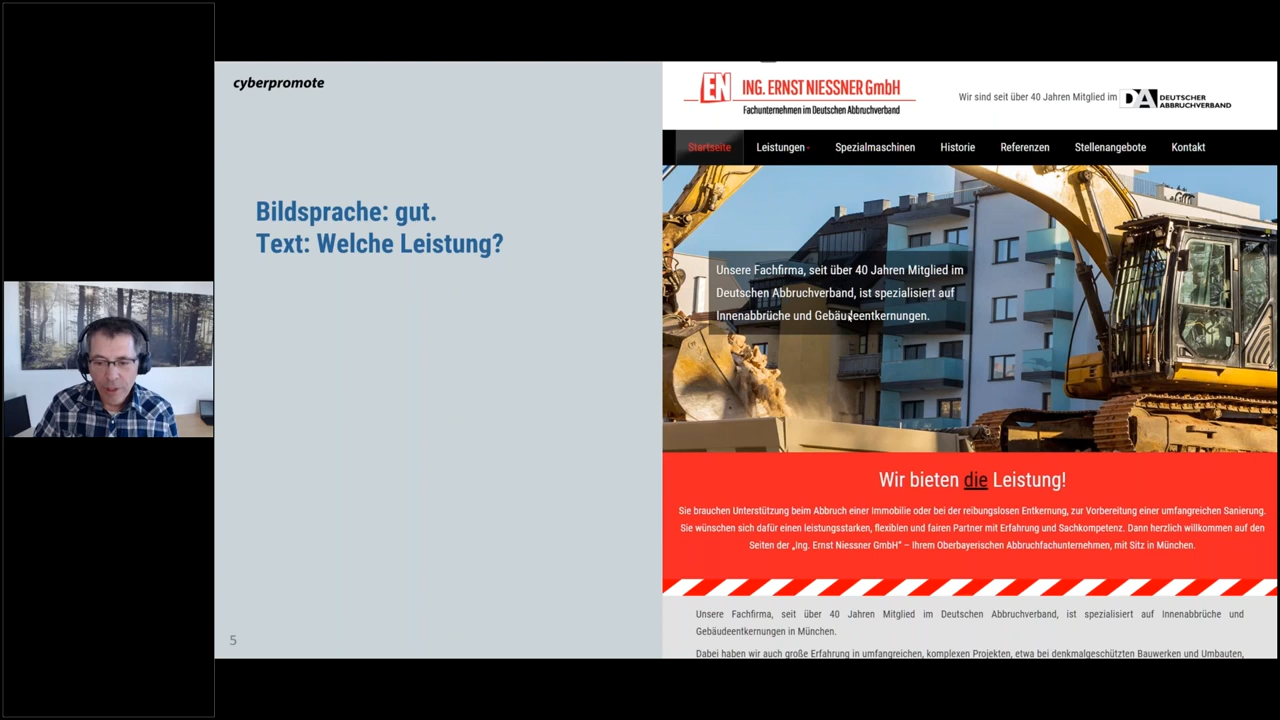 cyberpromote
Bildsprache: gut.
Text: Welche Leistung?
5
EN ING. ERNST NIESSNER GmbH
Fachunternehmen im Deutschen Abbruchverband
Wir sind seit über 40 Jahren Mitglied im DA DEUTSCHER
ABBRUCHVERBAND
Startseite Leistungen Spezialmaschinen Historie Referenzen Stellenangebote Kontakt
Unsere Fachfirma, seit über 40 Jahren Mitglied im
Deutschen Abbruchverband, ist spezialisiert auf
Innenabbrüche und Gebäudeentkernungen.
Wir bieten die Leistung!
Sie brauchen Unterstützung beim Abbruch einer Immobilie oder bei der reibungslosen Entkernung, zur Vorbereitung einer umfangreichen Sanierung.
Sie wünschen sich dafür einen leistungsstarken, flexiblen und fairen Partner mit Erfahrung und Sachkompetenz. Dann herzlich willkommen auf den
Seiten der „Ing. Ernst Niessner GmbH“ – Ihrem Oberbayerischen Abbruchfachunternehmen, mit Sitz in München.
Unsere Fachfirma, seit über 40 Jahren Mitglied im Deutschen Abbruchverband, ist spezialisiert auf Innenabbrüche und
Gebäudeentkernungen in München.
Dabei haben wir auch große Erfahrung in umfangreichen, komplexen Projekten, etwa bei denkmalgeschützten Bauwerken und Umbauten,